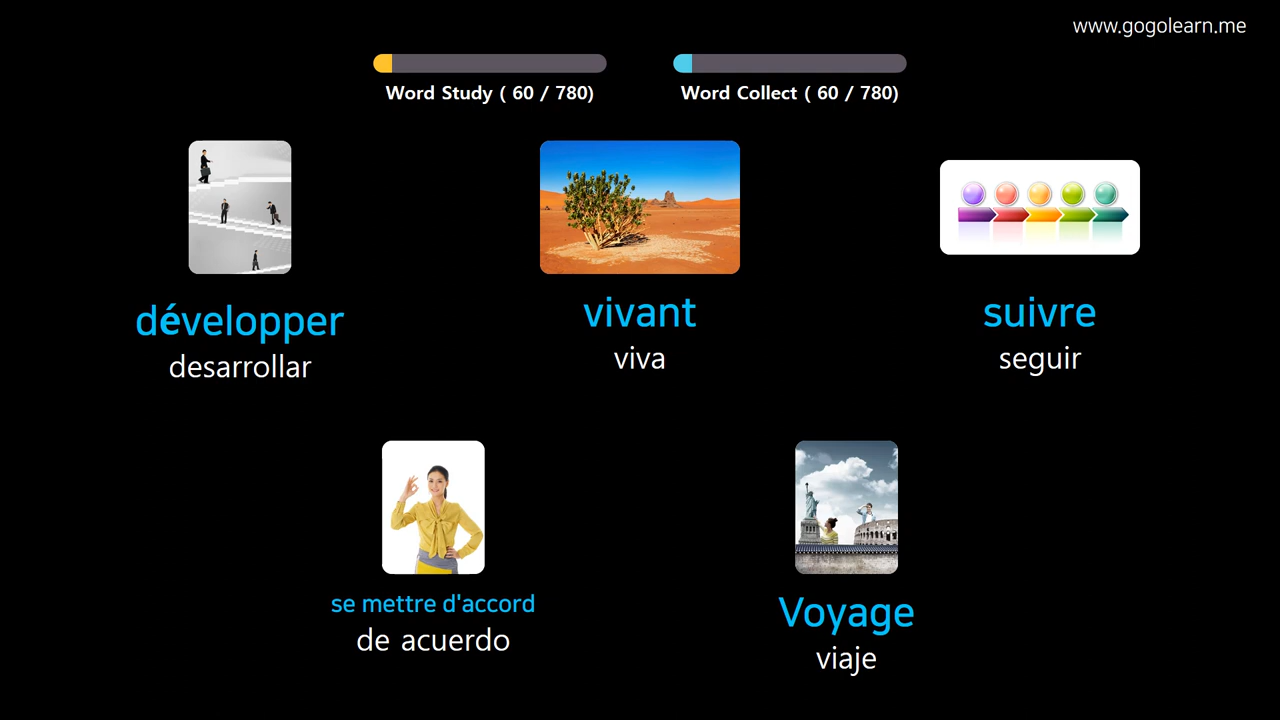 www.gogolearn.me
Word Study ( 60 / 780)
Word Collect ( 60 / 780)
développer
desarrollar
vivant
viva
suivre
seguir
se mettre d'accord
de acuerdo
Voyage
viaje